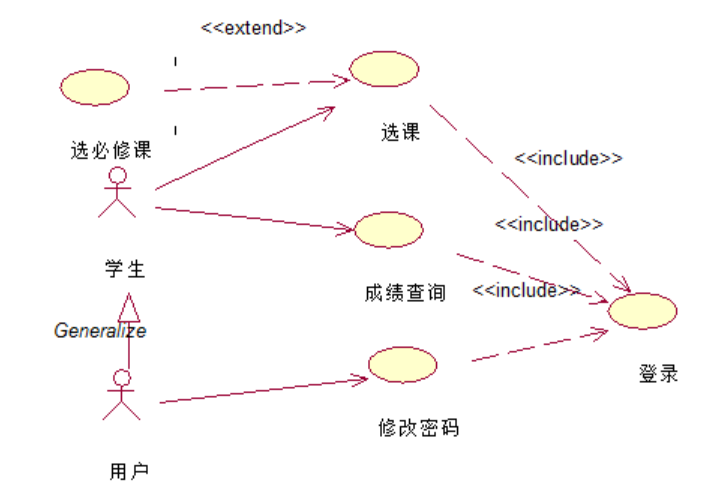 <<extend>>
选必修课
选课
<<include>>
<<include>>
学生
成绩查询
<<include>>
Generalize
登录
修改密码
用户